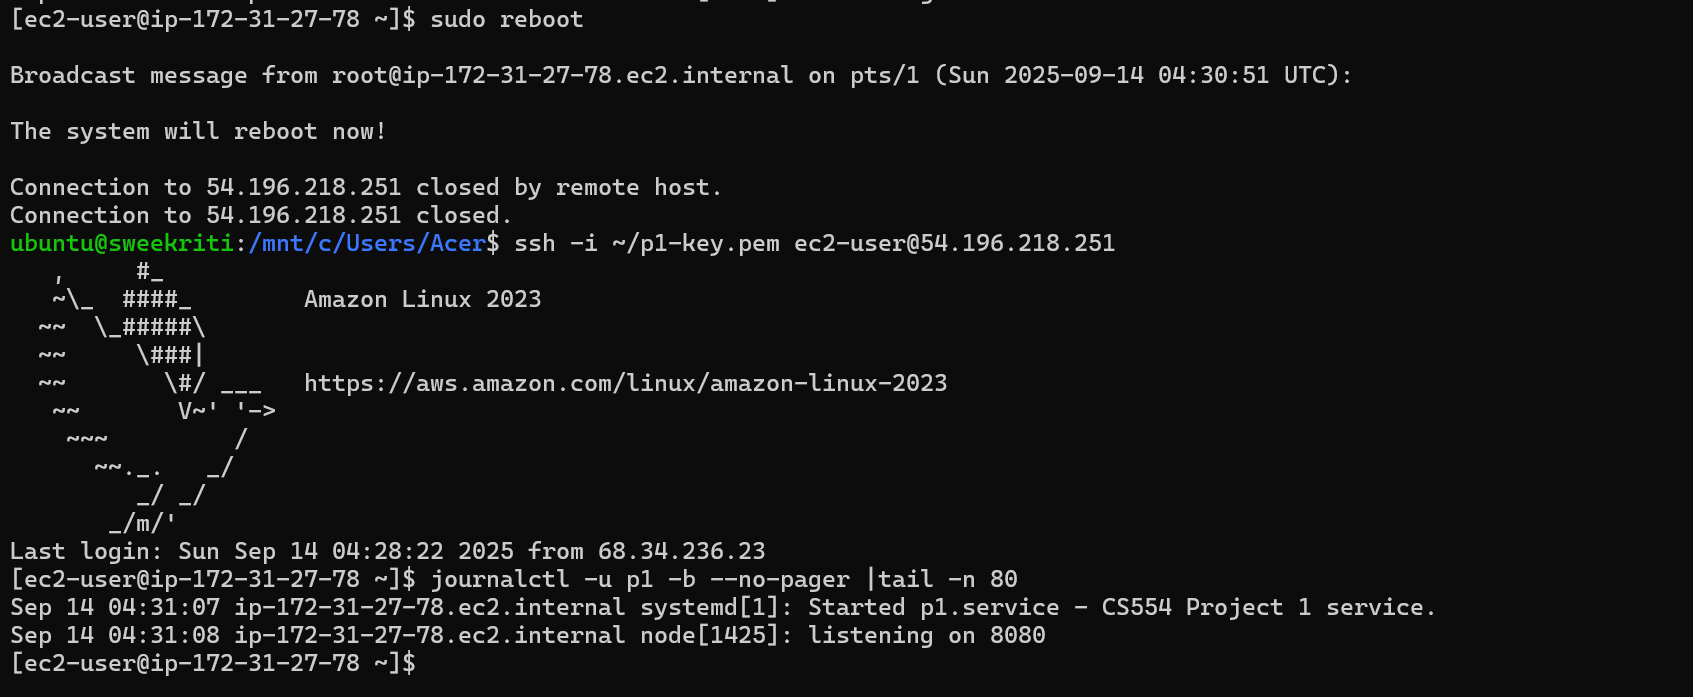 [ec2-user@ip-172-31-27-78 ~]$ sudo reboot

Broadcast message from root@ip-172-31-27-78.ec2.internal on pts/1 (Sun 2025-09-14 04:30:51 UTC):

The system will reboot now!

Connection to 54.196.218.251 closed by remote host.
Connection to 54.196.218.251 closed.
ubuntu@sweekriti:/mnt/c/Users/Acer$ ssh -i ~/p1-key.pem ec2-user@54.196.218.251
   ,     #_
   ~\_  ####_        Amazon Linux 2023
  ~~  \_#####\
  ~~     \###|
  ~~       \#/ ___   https://aws.amazon.com/linux/amazon-linux-2023
   ~~       V~' '->
    ~~~         /
      ~~._.   _/
         _/ _/
       _/m/'
Last login: Sun Sep 14 04:28:22 2025 from 68.34.236.23
[ec2-user@ip-172-31-27-78 ~]$ journalctl -u p1 -b --no-pager |tail -n 80
Sep 14 04:31:07 ip-172-31-27-78.ec2.internal systemd[1]: Started p1.service - CS554 Project 1 service.
Sep 14 04:31:08 ip-172-31-27-78.ec2.internal node[1425]: listening on 8080
[ec2-user@ip-172-31-27-78 ~]$